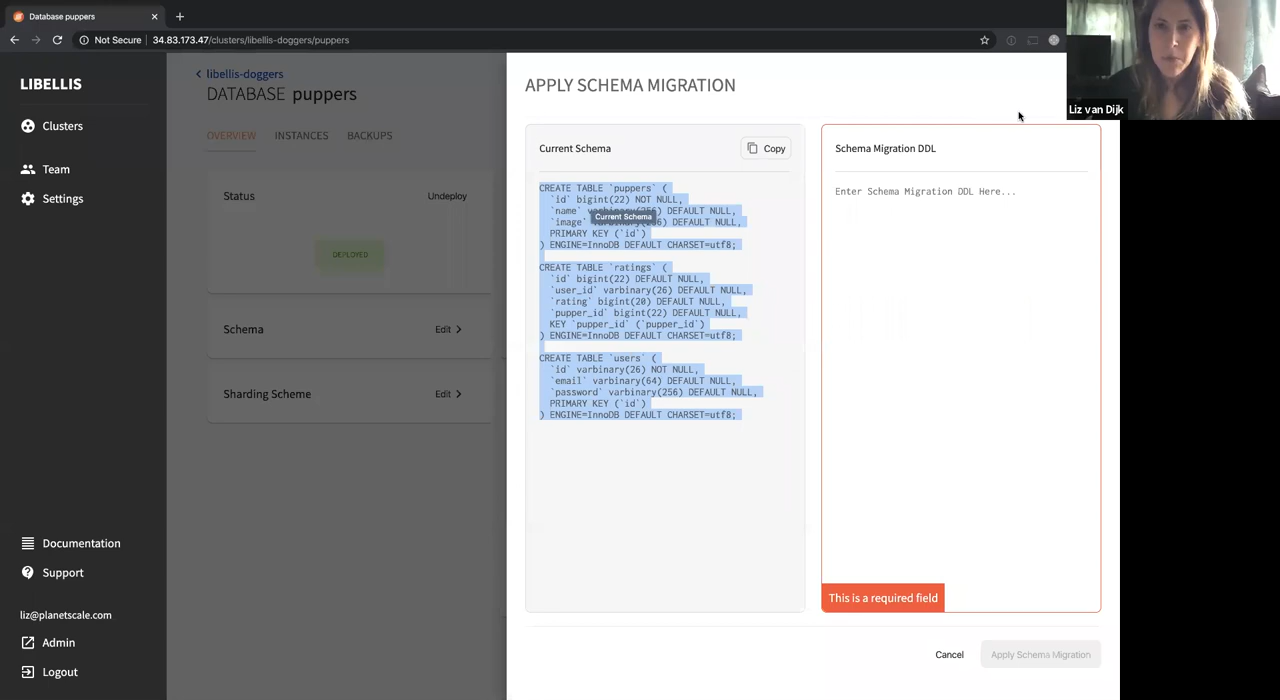 Database puppers
Not Secure
34.83.173.47/clusters/libellis-doggers/puppers
Liz van Dijk
LIBELLIS
Clusters
Team
Settings
Documentation
Support
liz@planetscale.com
Admin
Logout
libellis-doggers
DATABASE puppers
OVERVIEW INSTANCES BACKUPS
Status Undeploy
DEPLOYED
Schema Edit
Sharding Scheme Edit
APPLY SCHEMA MIGRATION
Current Schema Copy
CREATE TABLE `puppers` (
`id` bigint(22) NOT NULL,
`name` varbinary(256) DEFAULT NULL,
Current Schema
`image` DEFAULT NULL,
PRIMARY KEY (`id`)
) ENGINE=InnoDB DEFAULT CHARSET=utf8;
CREATE TABLE `ratings` (
`id` bigint(22) DEFAULT NULL,
`user_id` varbinary(26) DEFAULT NULL,
`rating` bigint(20) DEFAULT NULL,
`pupper_id` bigint(22) DEFAULT NULL,
KEY `pupper_id` (`pupper_id`)
) ENGINE=InnoDB DEFAULT CHARSET=utf8;
CREATE TABLE `users` (
`id` varbinary(26) NOT NULL,
`email` varbinary(64) DEFAULT NULL,
`password` varbinary(256) DEFAULT NULL,
PRIMARY KEY (`id`)
) ENGINE=InnoDB DEFAULT CHARSET=utf8;
Schema Migration DDL
Enter Schema Migration DDL Here...
This is a required field
Cancel
Apply Schema Migration